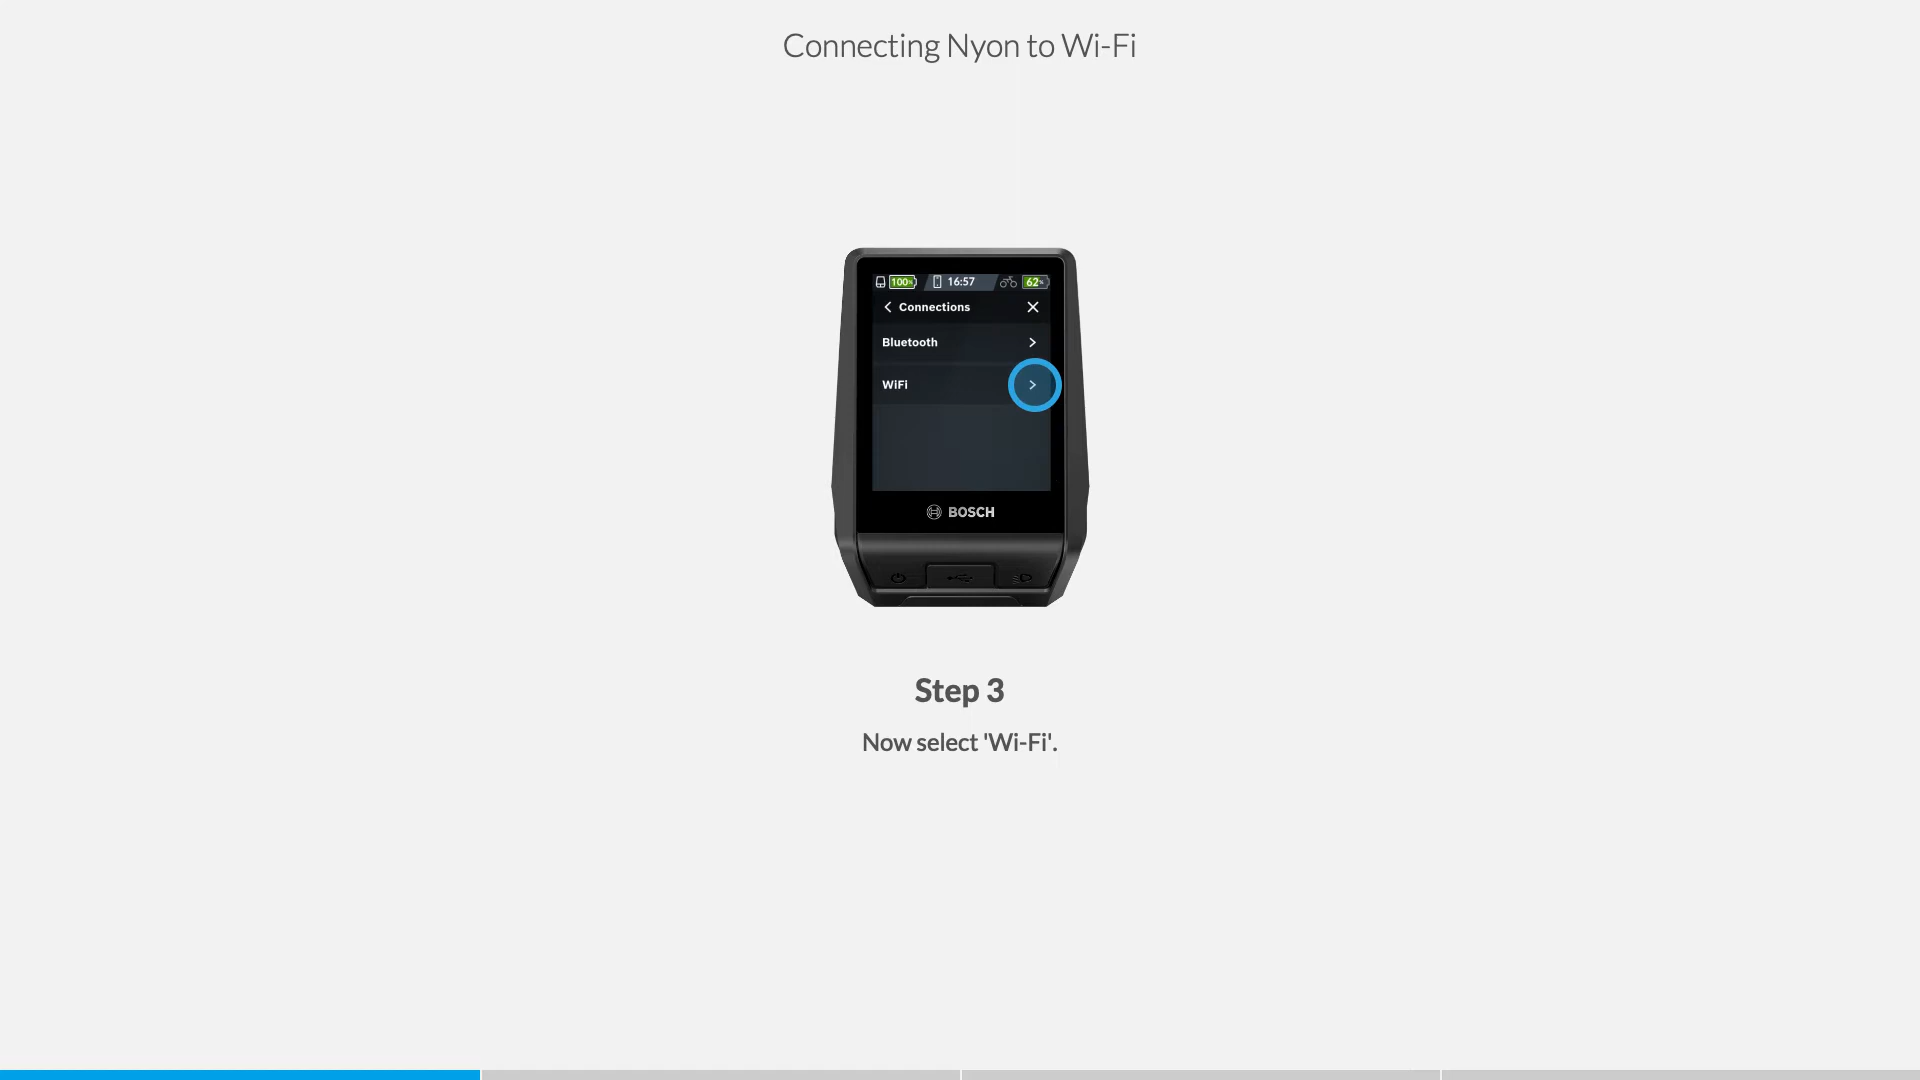 Connecting Nyon to Wi-Fi
100% 16:57 62%
Connections
Bluetooth
WiFi
BOSCH
Step 3
Now select 'Wi-Fi'.